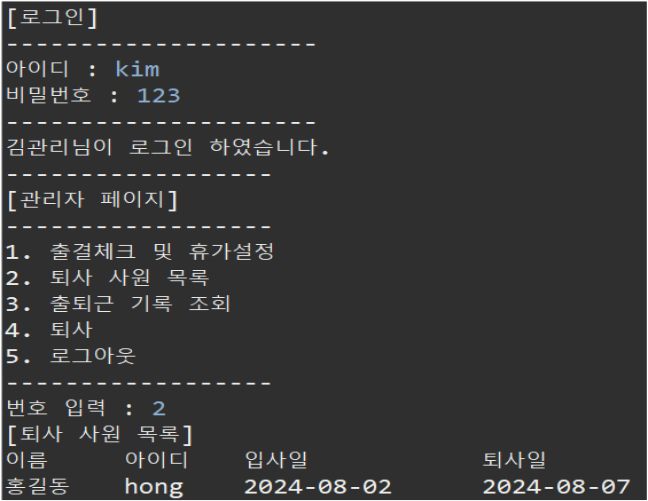 [로그인]
----------------------
아이디 : kim
비밀번호 : 123
----------------------
김관리님이 로그인 하였습니다.
-------------------
[관리자 페이지]
-------------------
1. 출결체크 및 휴가설정
2. 퇴사 사원 목록
3. 출퇴근 기록 조회
4. 퇴사
5. 로그아웃
-------------------
번호 입력 : 2
[퇴사 사원 목록]
이름 아이디 입사일 퇴사일
홍길동 hong 2024-08-02 2024-08-07